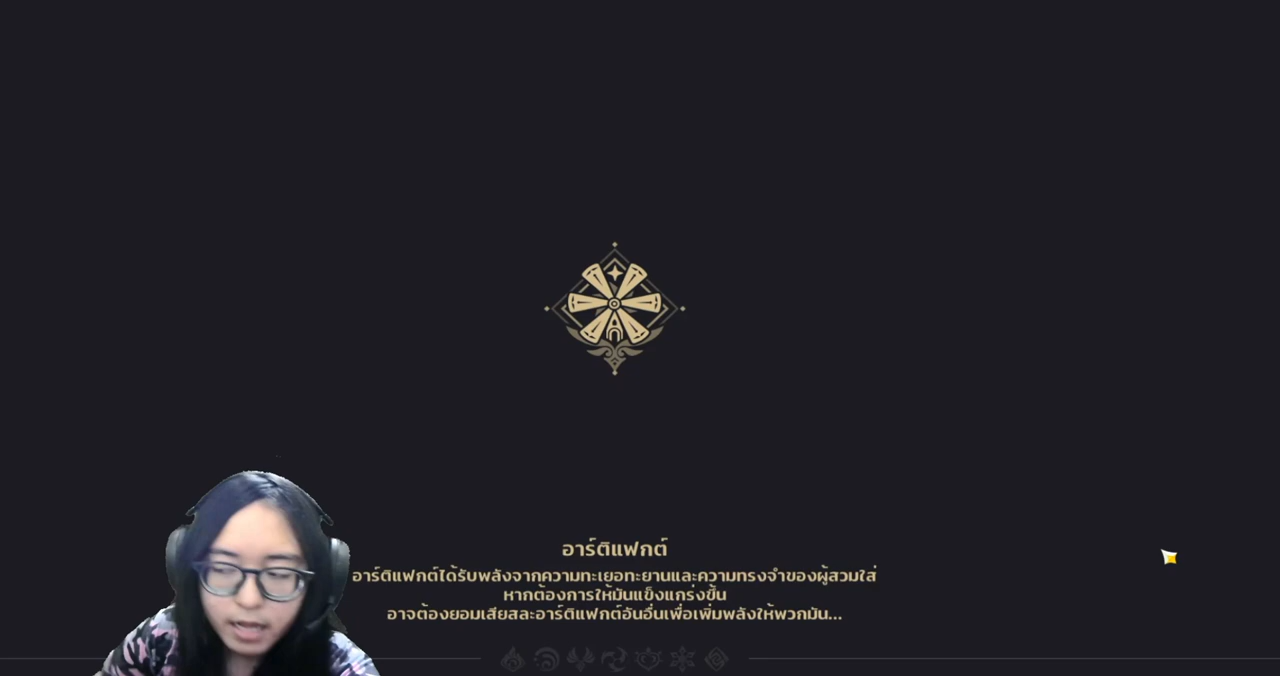 อาร์ติแฟกต์
อาร์ติแฟกต์ได้รับพลังจากความทะเยอทะยานและความทรงจำของผู้สวมใส่
หากต้องการให้มันแข็งแกร่งขึ้น
อาจต้องยอมเสียสละอาร์ติแฟกต์อันอื่นเพื่อเพิ่มพลังให้พวกมัน...